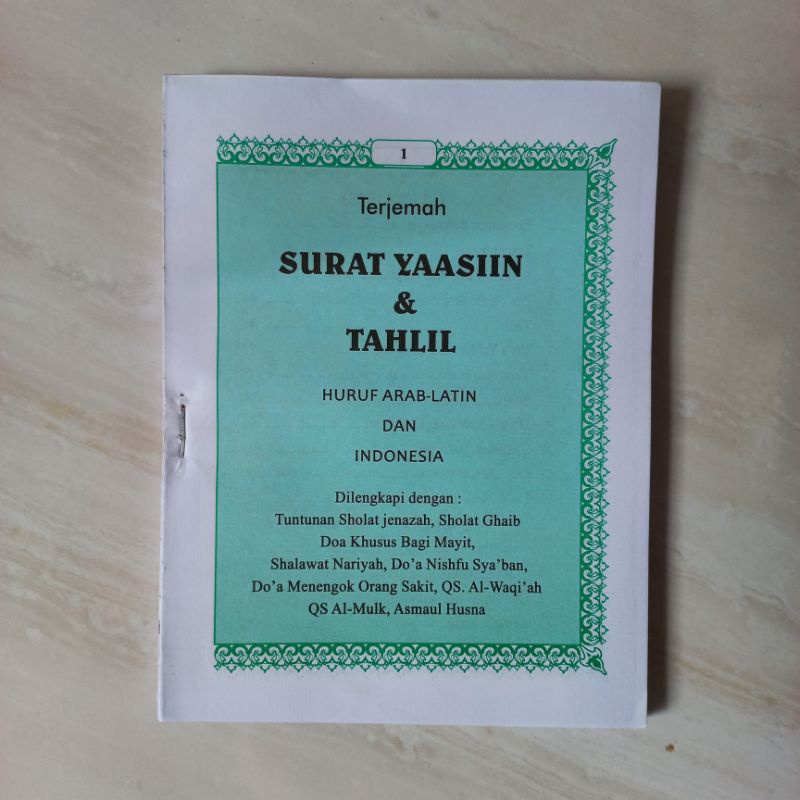 1
Terjemah
SURAT YAASIIN
&
TAHLIL
HURUF ARAB-LATIN
DAN
INDONESIA
Dilengkapi dengan :
Tuntunan Sholat jenazah, Sholat Ghaib
Doa Khusus Bagi Mayit,
Shalawat Nariyah, Do'a Nishfu Sya'ban,
Do'a Menengok Orang Sakit, QS. Al-Waqi'ah
QS Al-Mulk, Asmaul Husna